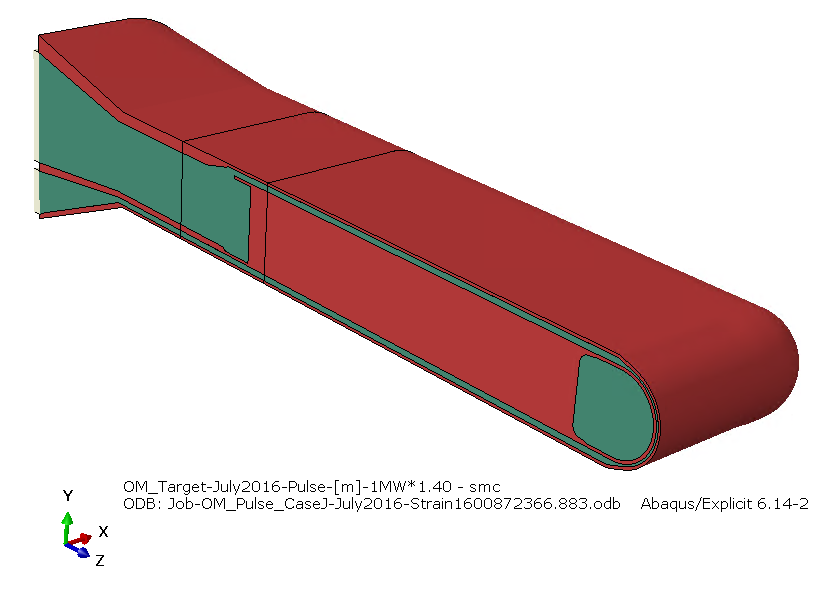 OM_Target-July2016-Pulse-[m]-1MW*1.40 - smc
ODB: Job-OM_Pulse_CaseJ-July2016-Strain1600872366.883.odb    Abaqus/Explicit 6.14-2
Y
X
Z